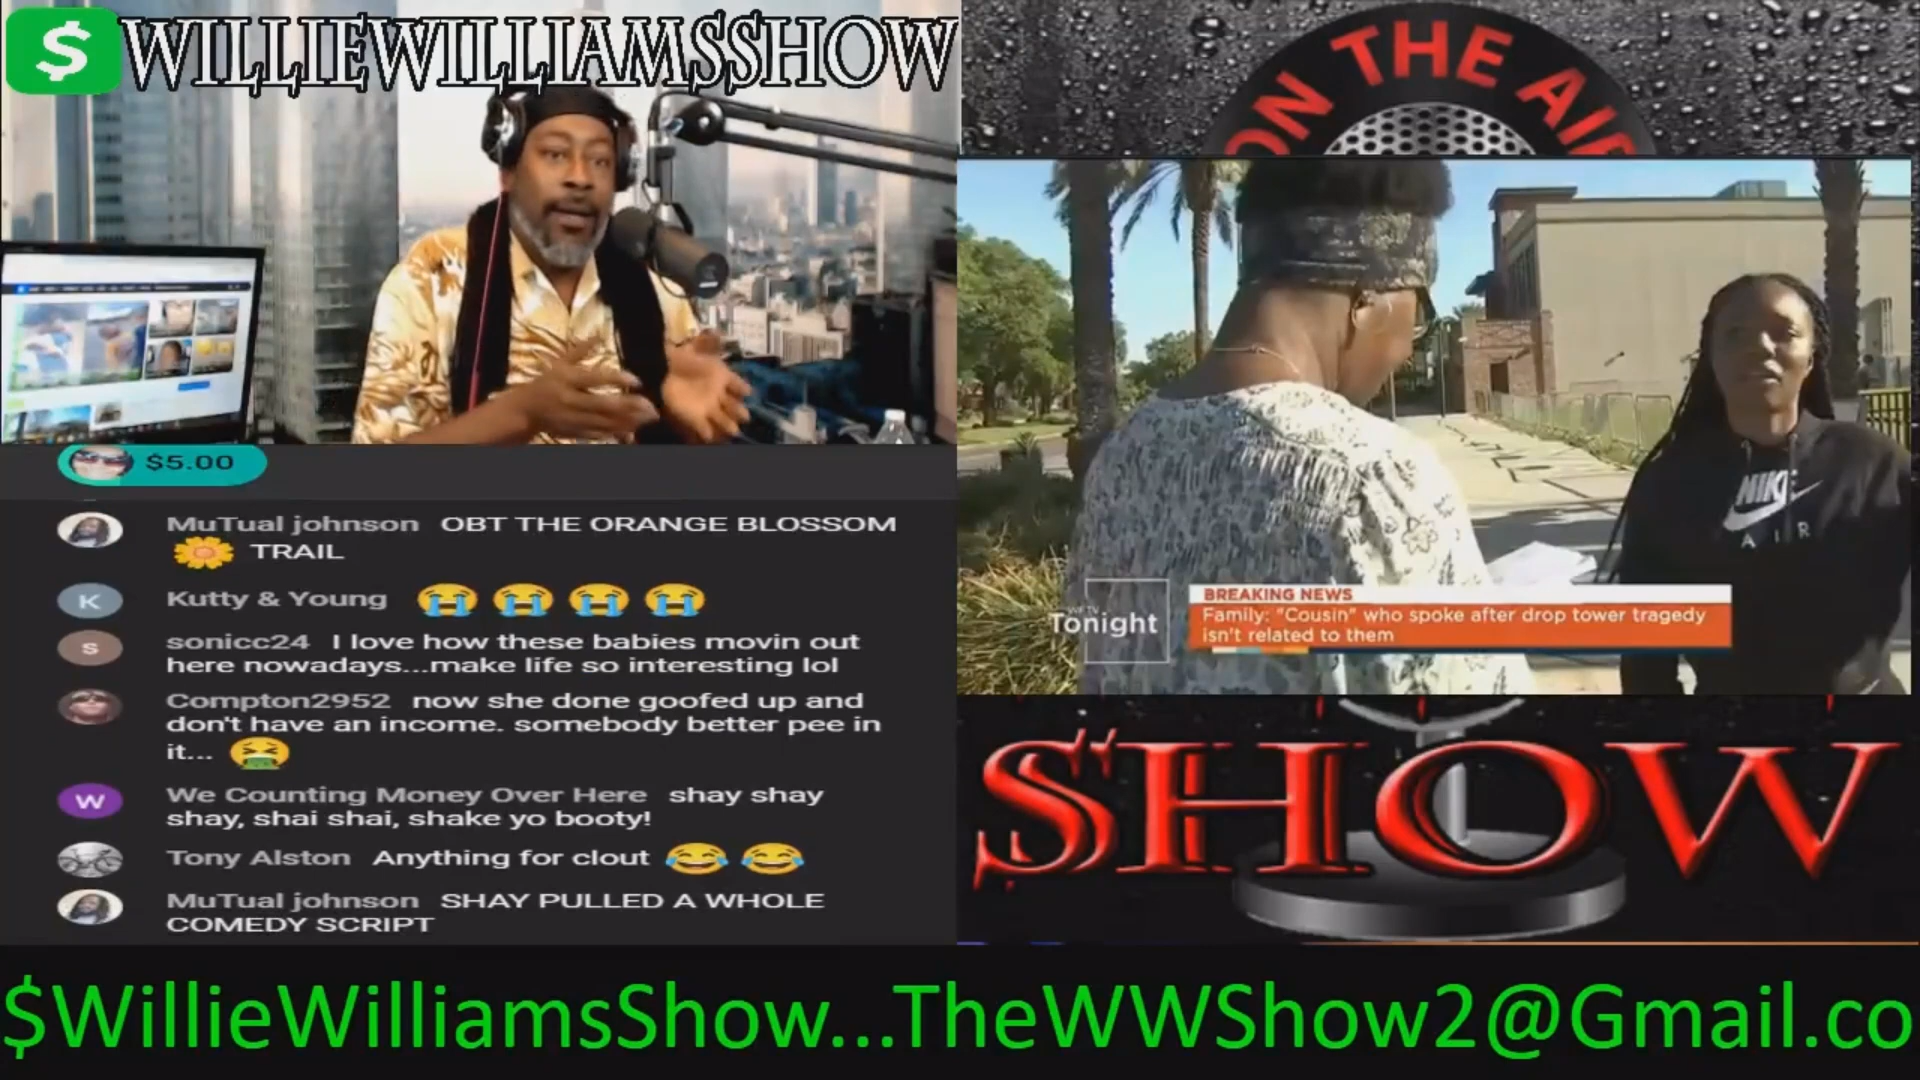 $ WILLIEWILLIAMSSHOW
ON THE AIR
$5.00
MuTual johnson OBT THE ORANGE BLOSSOM
🌼 TRAIL
K Kutty & Young 😭 😭 😭 😭
s sonicc24 I love how these babies movin out
here nowadays...make life so interesting lol
Compton2952 now she done goofed up and
don't have an income. somebody better pee in
it... 🤮
W We Counting Money Over Here shay shay
shay, shai shai, shake yo booty!
Tony Alston Anything for clout 😂 😂
MuTual johnson SHAY PULLED A WHOLE
COMEDY SCRIPT
NIKE
AIR
WFTV
Tonight
BREAKING NEWS
Family: "Cousin" who spoke after drop tower tragedy
isn't related to them
SHOW
$WillieWilliamsShow...TheWWShow2@Gmail.co